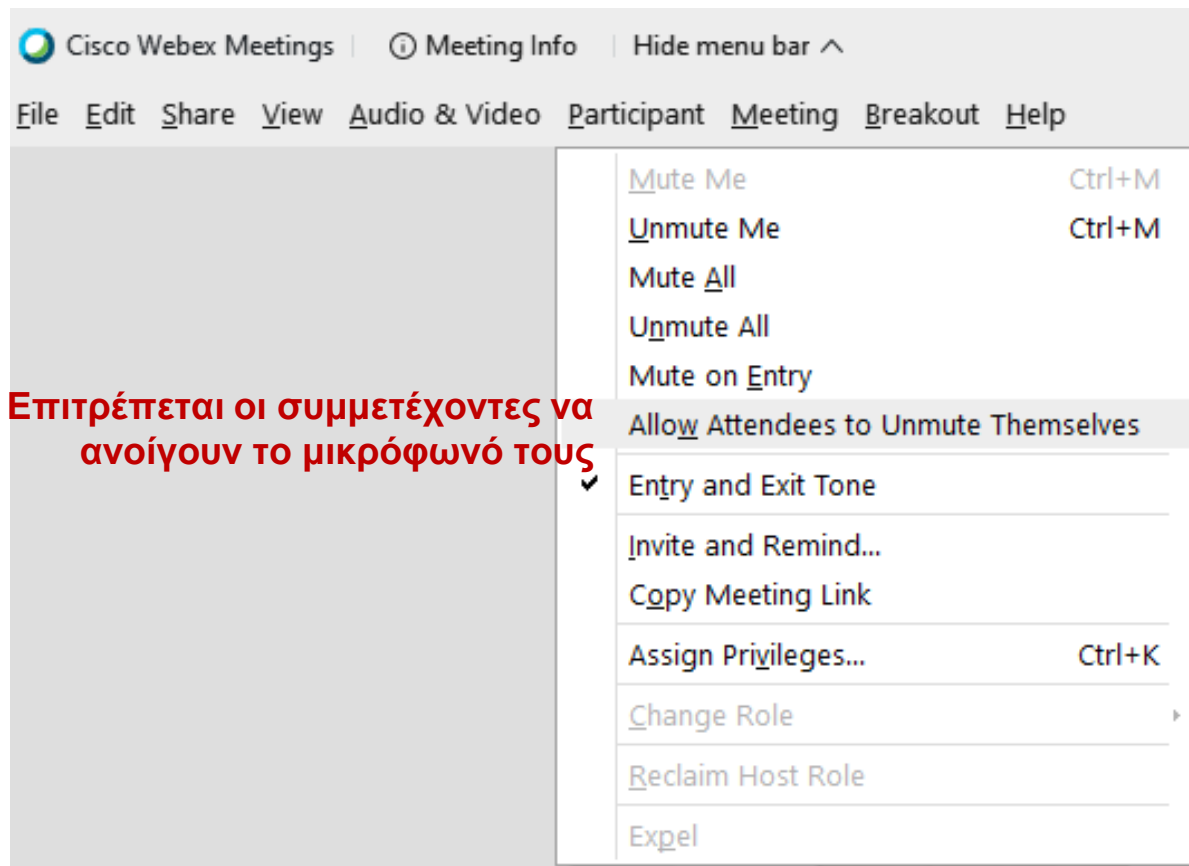 Cisco Webex Meetings Meeting Info Hide menu bar
File Edit Share View Audio & Video Participant Meeting Breakout Help
Mute Me Ctrl+M
Unmute Me Ctrl+M
Mute All
Unmute All
Mute on Entry
Επιτρέπεται οι συμμετέχοντες να
ανοίγουν το μικρόφωνό τους
Allow Attendees to Unmute Themselves
Entry and Exit Tone
Invite and Remind...
Copy Meeting Link
Assign Privileges... Ctrl+K
Change Role
Reclaim Host Role
Expel